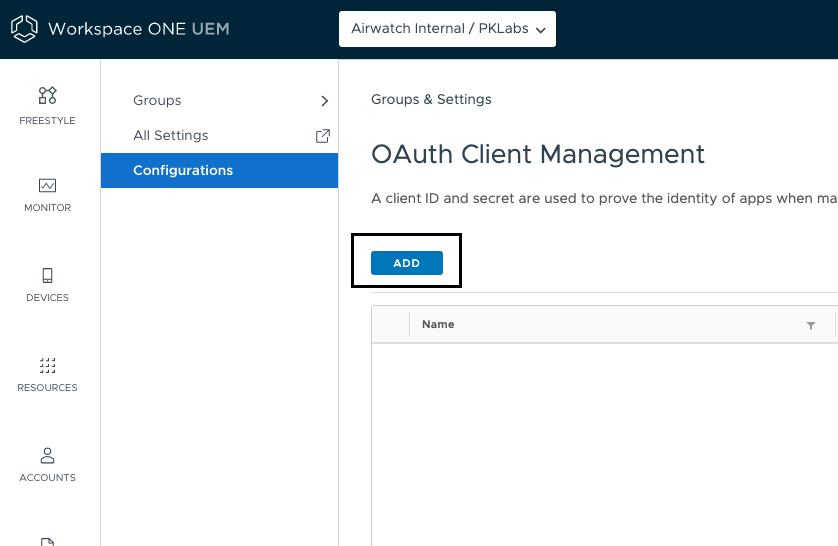 Workspace ONE UEM
Airwatch Internal / PKLabs
FREESTYLE
MONITOR
DEVICES
RESOURCES
ACCOUNTS
Groups
All Settings
Configurations
Groups & Settings
OAuth Client Management
A client ID and secret are used to prove the identity of apps when ma
ADD
Name